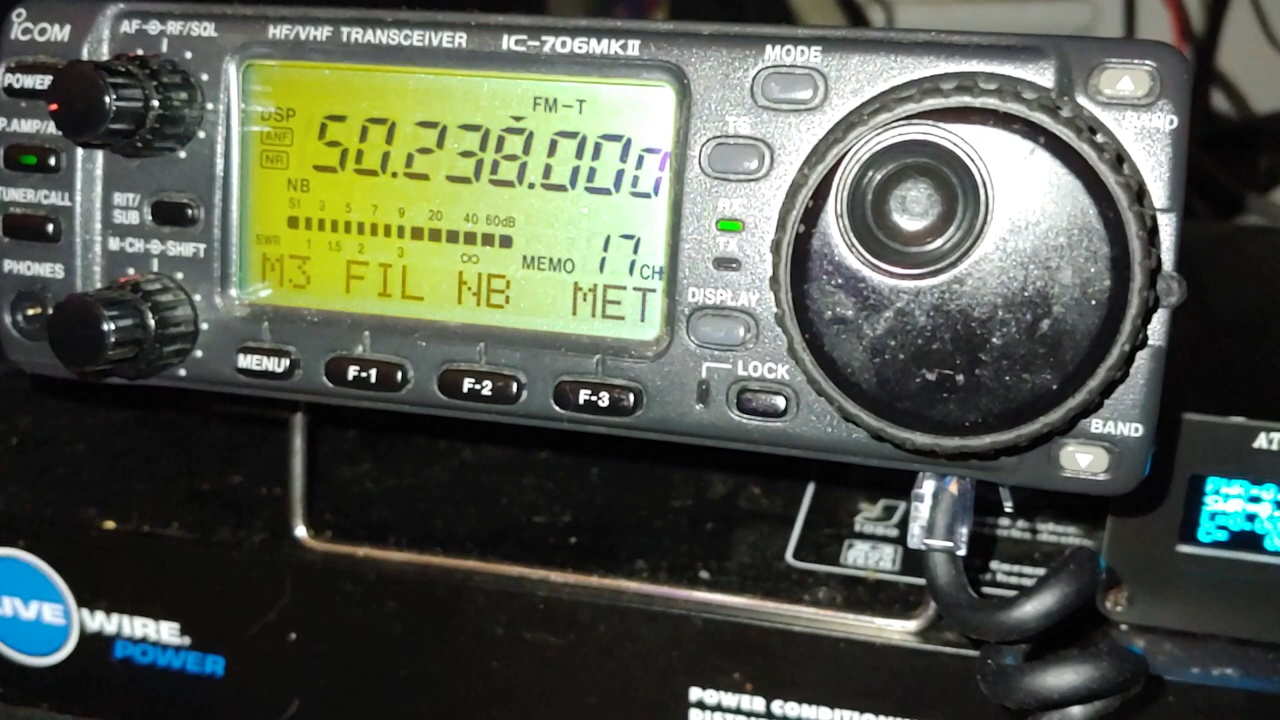 ICOM
AF RF/SQL
HF/VHF TRANSCEIVER IC-706MKII
MODE
POWER
BAND
P.AMP/A
DSP
FM-T
ANF
NR
50.238.000
TS
NB
S1 3 5 7 9 20 40 60dB
SWR 1 1.5 2 3 ∞
MEMO 17 CH
M3 FIL NB MET
TUNER/CALL
RIT/
SUB
M-CH SHIFT
PHONES
RX
TX
DISPLAY
LOCK
MENU
F-1
F-2
F-3
BAND
AT
LIVE
WIRE
POWER
POWER CONDITION